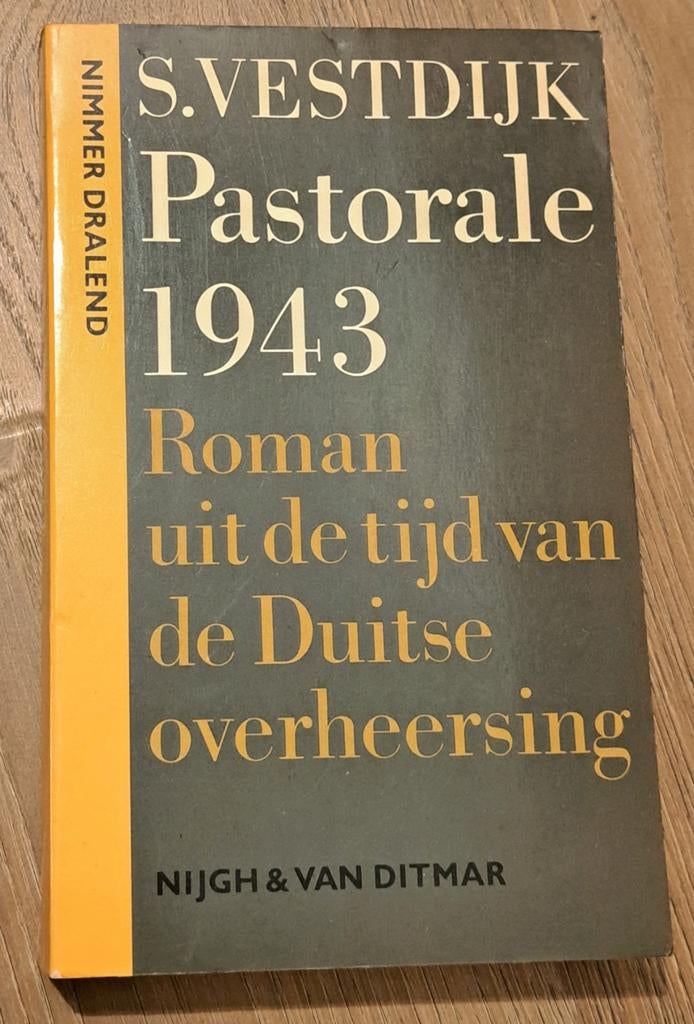 NIMMER DRALEND
S.VESTDIJK
Pastorale
1943
Roman
uit de tijd van
de Duitse
overheersing
NIJGH & VAN DITMAR